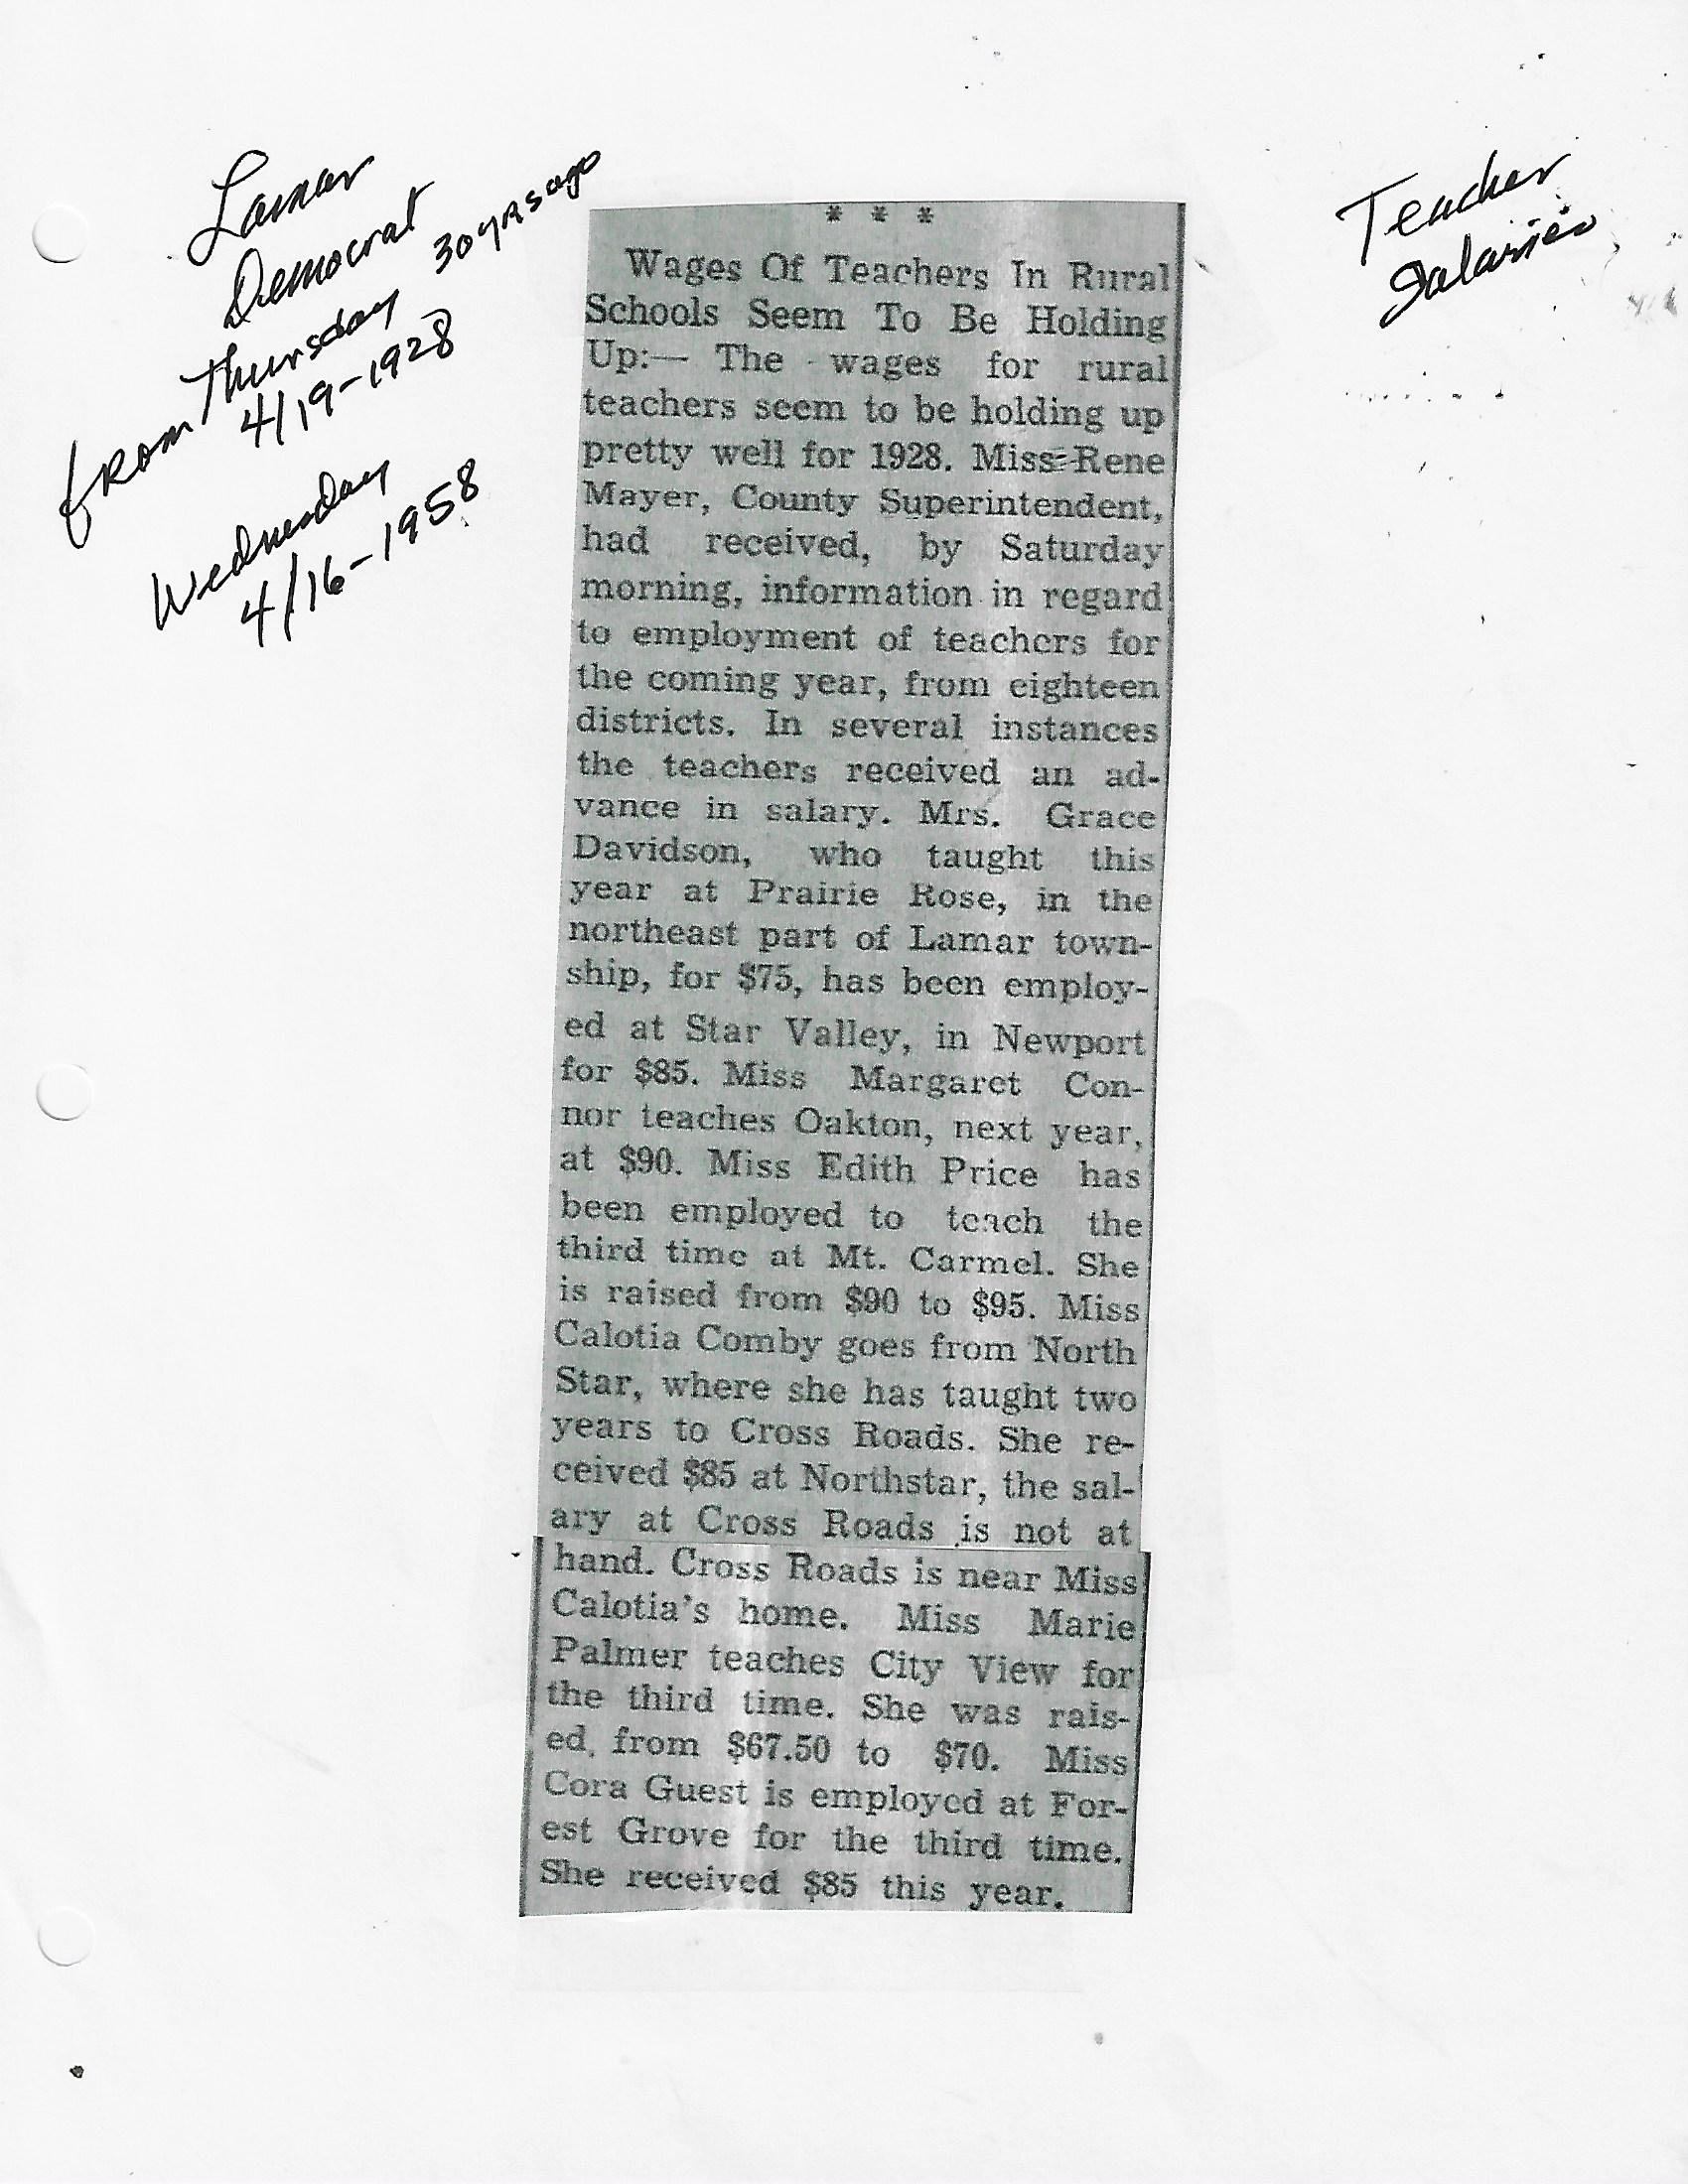 Lamar
Democrat
from Thursday 30 yrs ago
4/19-1928
Wednesday
4/16-1958
Teacher
Salaries
* * *
Wages Of Teachers In Rural
Schools Seem To Be Holding
Up:— The wages for rural
teachers seem to be holding up
pretty well for 1928. Miss Rene
Mayer, County Superintendent,
had received, by Saturday
morning, information in regard
to employment of teachers for
the coming year, from eighteen
districts. In several instances
the teachers received an ad-
vance in salary. Mrs. Grace
Davidson, who taught this
year at Prairie Rose, in the
northeast part of Lamar town-
ship, for $75, has been employ-
ed at Star Valley, in Newport
for $85. Miss Margaret Con-
nor teaches Oakton, next year,
at $90. Miss Edith Price has
been employed to teach the
third time at Mt. Carmel. She
is raised from $90 to $95. Miss
Calotia Comby goes from North
Star, where she has taught two
years to Cross Roads. She re-
ceived $85 at Northstar, the sal-
ary at Cross Roads is not at
hand. Cross Roads is near Miss
Calotia's home. Miss Marie
Palmer teaches City View for
the third time. She was rais-
ed, from $67.50 to $70. Miss
Cora Guest is employed at For-
est Grove for the third time.
She received $85 this year.